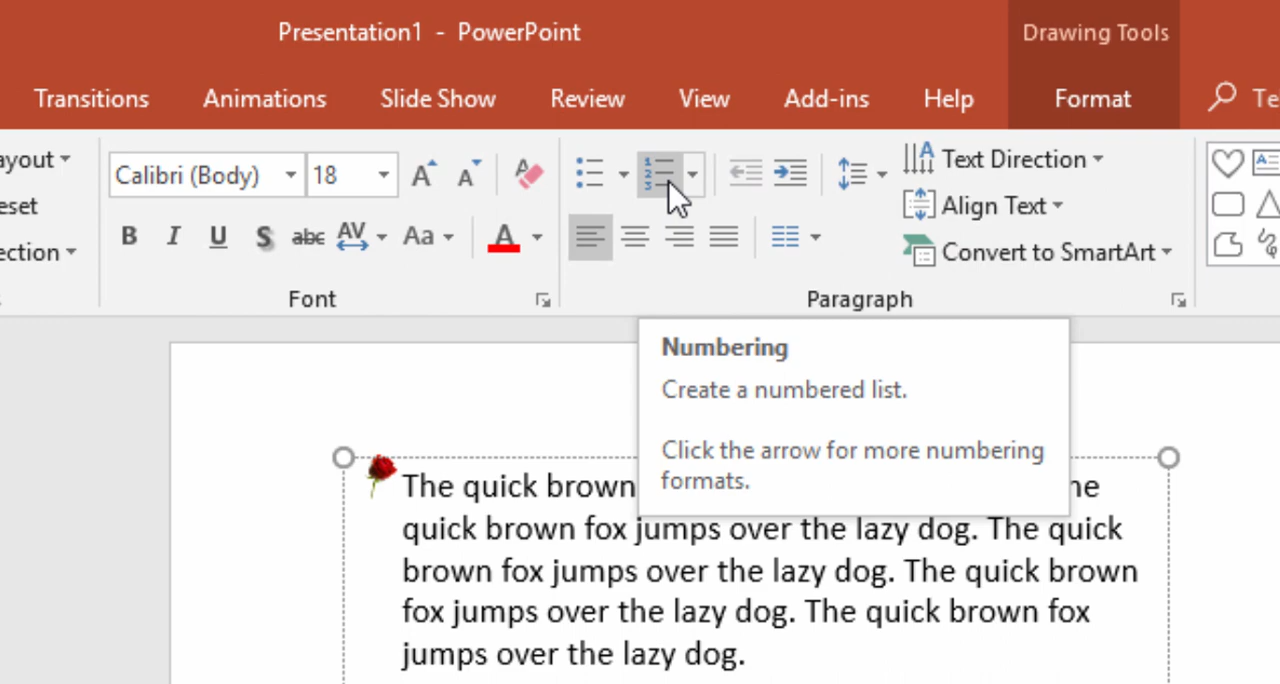 Presentation1 - PowerPoint
Drawing Tools
Transitions Animations Slide Show Review View Add-ins Help Format
ayout
Calibri (Body) 18
Text Direction
eset
Align Text
B I U S abc AV Aa A
ection
Convert to SmartArt
Font
Paragraph
Numbering
Create a numbered list.
Click the arrow for more numbering
formats.
The quick brown
quick brown fox jumps over the lazy dog. The quick
brown fox jumps over the lazy dog. The quick brown
fox jumps over the lazy dog. The quick brown fox
jumps over the lazy dog.